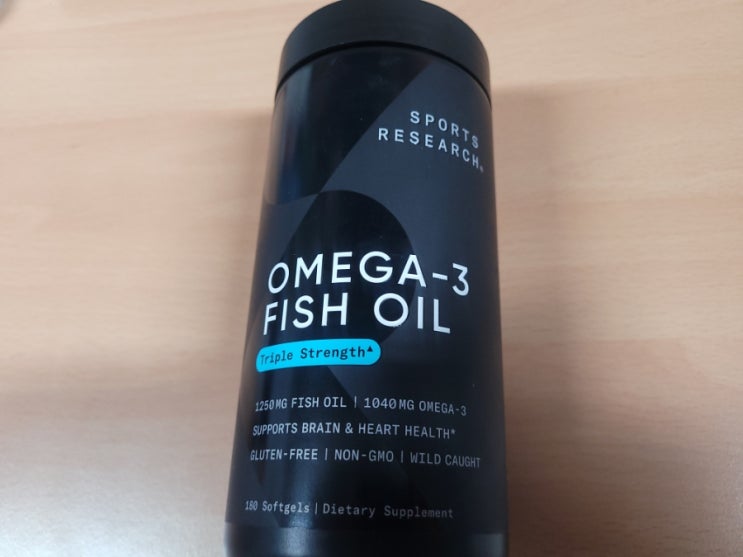 SPORTS
RESEARCH®
OMEGA-3
FISH OIL
Triple Strength▲
1250MG FISH OIL | 1040MG OMEGA-3
SUPPORTS BRAIN & HEART HEALTH*
GLUTEN-FREE | NON-GMO | WILD CAUGHT
180 Softgels | Dietary Supplement